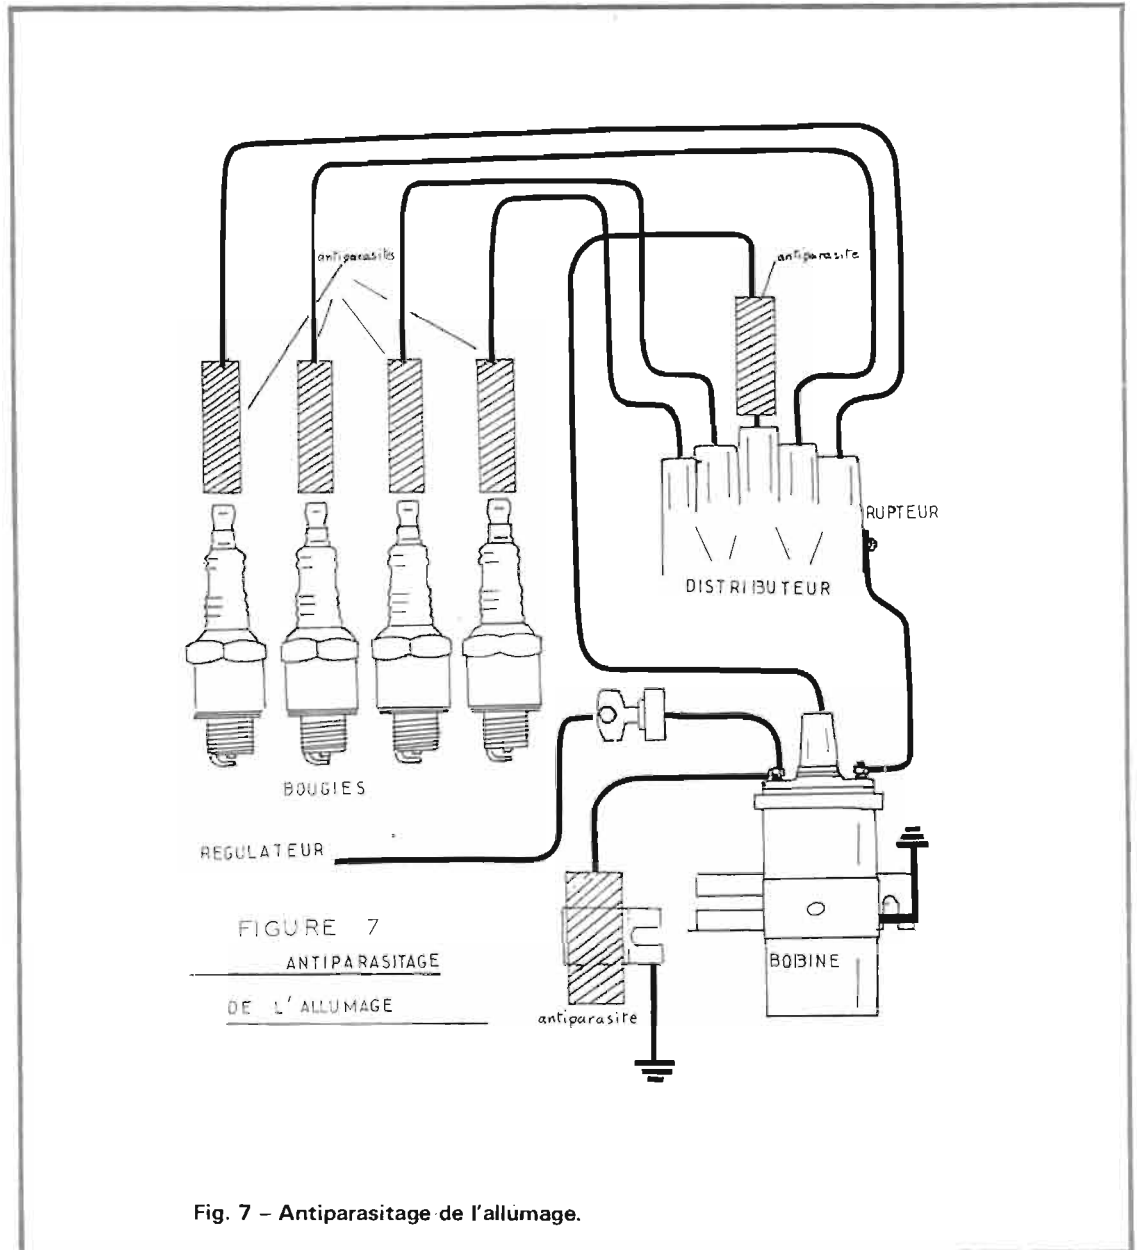 antiparasites
antiparasite
RUPTEUR
DISTRIBUTEUR
BOUGIES
REGULATEUR
FIGURE 7
ANTIPARASITAGE
DE L'ALLUMAGE
BOBINE
antiparasite
Fig. 7 – Antiparasitage de l'allumage.